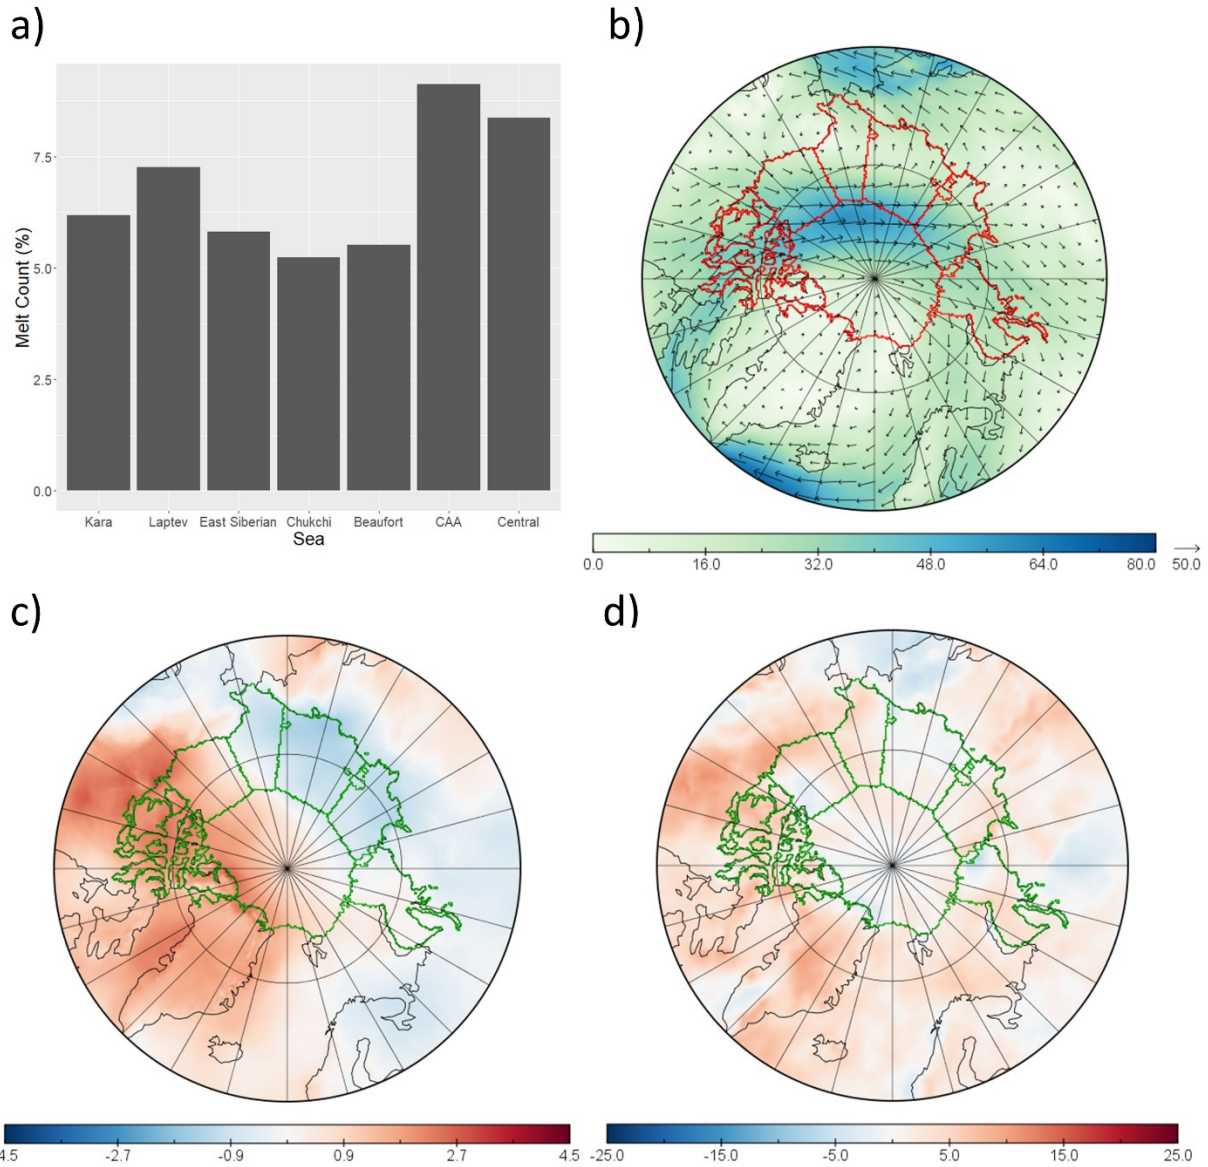 a)
b)
7.5
5.0
2.5
0.0
Melt Count (%)
Kara Laptev East Siberian Chukchi Beaufort CAA Central
Sea
0.0 16.0 32.0 48.0 64.0 80.0 50.0
c)
d)
4.5 -2.7 -0.9 0.9 2.7 4.5
-25.0 -15.0 -5.0 5.0 15.0 25.0